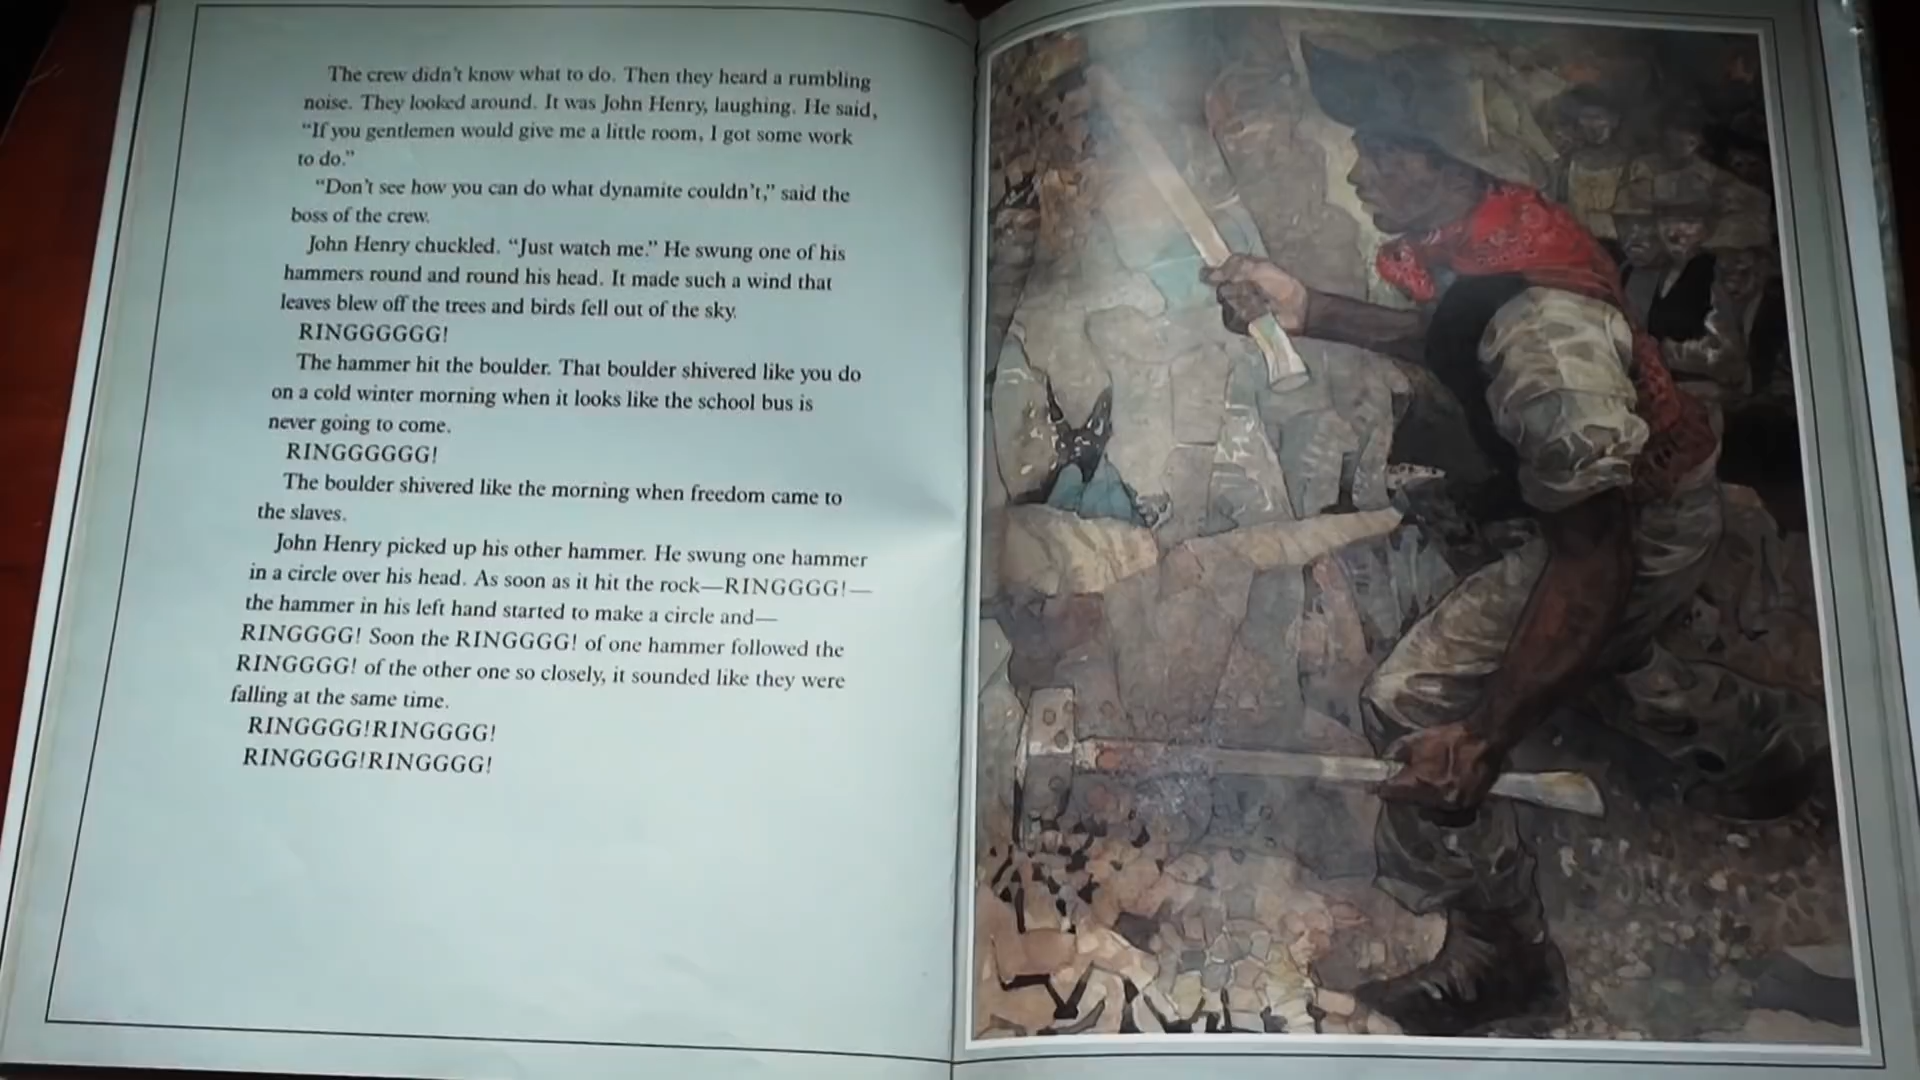 The crew didn't know what to do. Then they heard a rumbling
noise. They looked around. It was John Henry, laughing. He said,
“If you gentlemen would give me a little room, I got some work
to do.”
“Don't see how you can do what dynamite couldn't,” said the
boss of the crew.
John Henry chuckled. “Just watch me.” He swung one of his
hammers round and round his head. It made such a wind that
leaves blew off the trees and birds fell out of the sky.
RINGGGGGG!
The hammer hit the boulder. That boulder shivered like you do
on a cold winter morning when it looks like the school bus is
never going to come.
RINGGGGGG!
The boulder shivered like the morning when freedom came to
the slaves.
John Henry picked up his other hammer. He swung one hammer
in a circle over his head. As soon as it hit the rock—RINGGGG!—
the hammer in his left hand started to make a circle and—
RINGGGG! Soon the RINGGGG! of one hammer followed the
RINGGGG! of the other one so closely, it sounded like they were
falling at the same time.
RINGGGG!RINGGGG!
RINGGGG!RINGGGG!